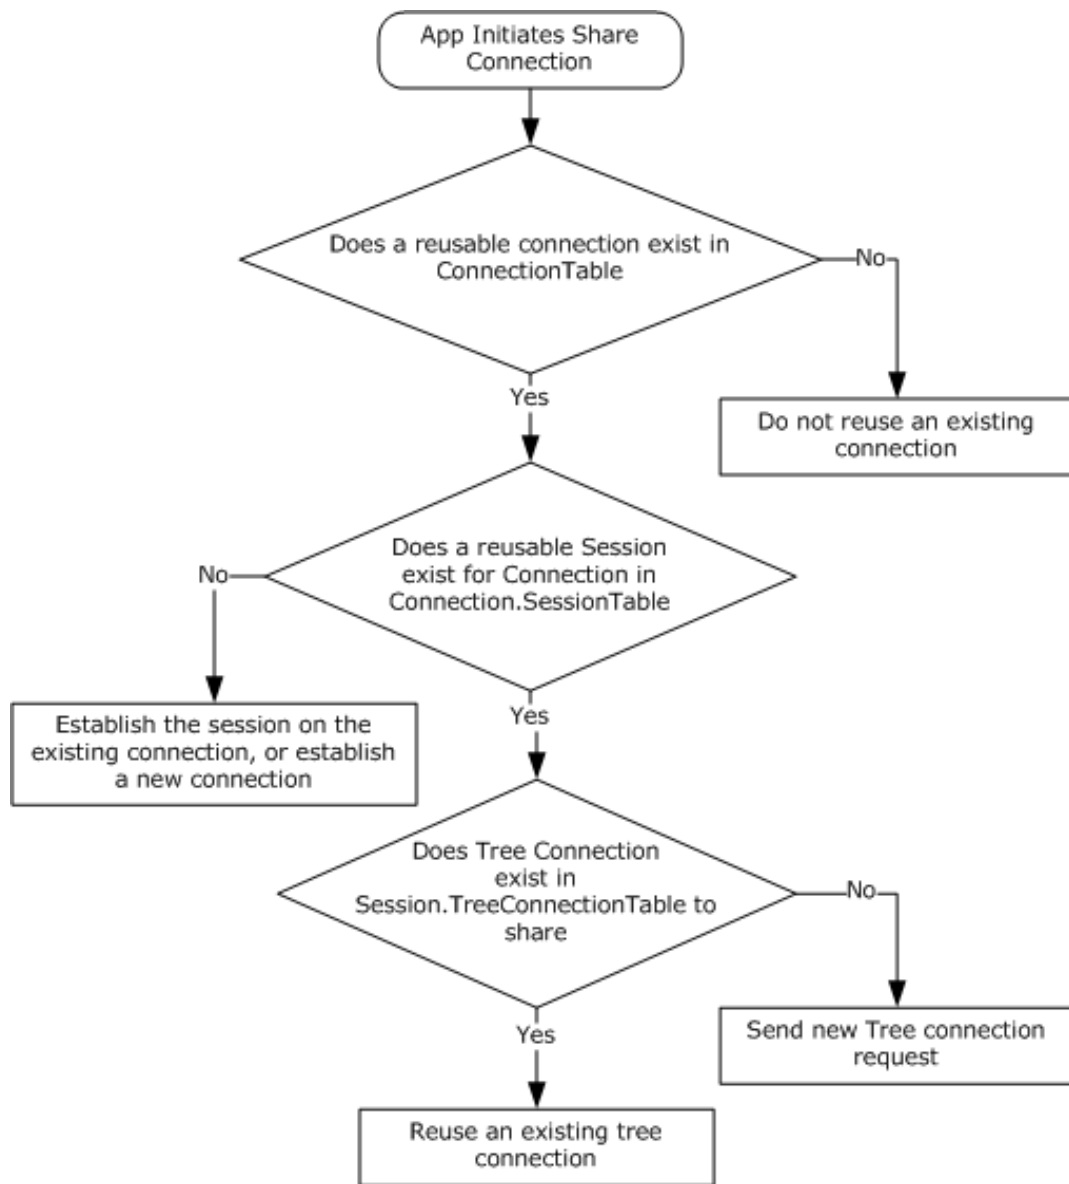 App Initiates Share
Connection
Does a reusable connection exist in
ConnectionTable
No
Yes
Do not reuse an existing
connection
Does a reusable Session
exist for Connection in
Connection.SessionTable
No
Yes
Establish the session on the
existing connection, or establish
a new connection
Does Tree Connection
exist in
Session.TreeConnectionTable to
share
No
Yes
Send new Tree connection
request
Reuse an existing tree
connection